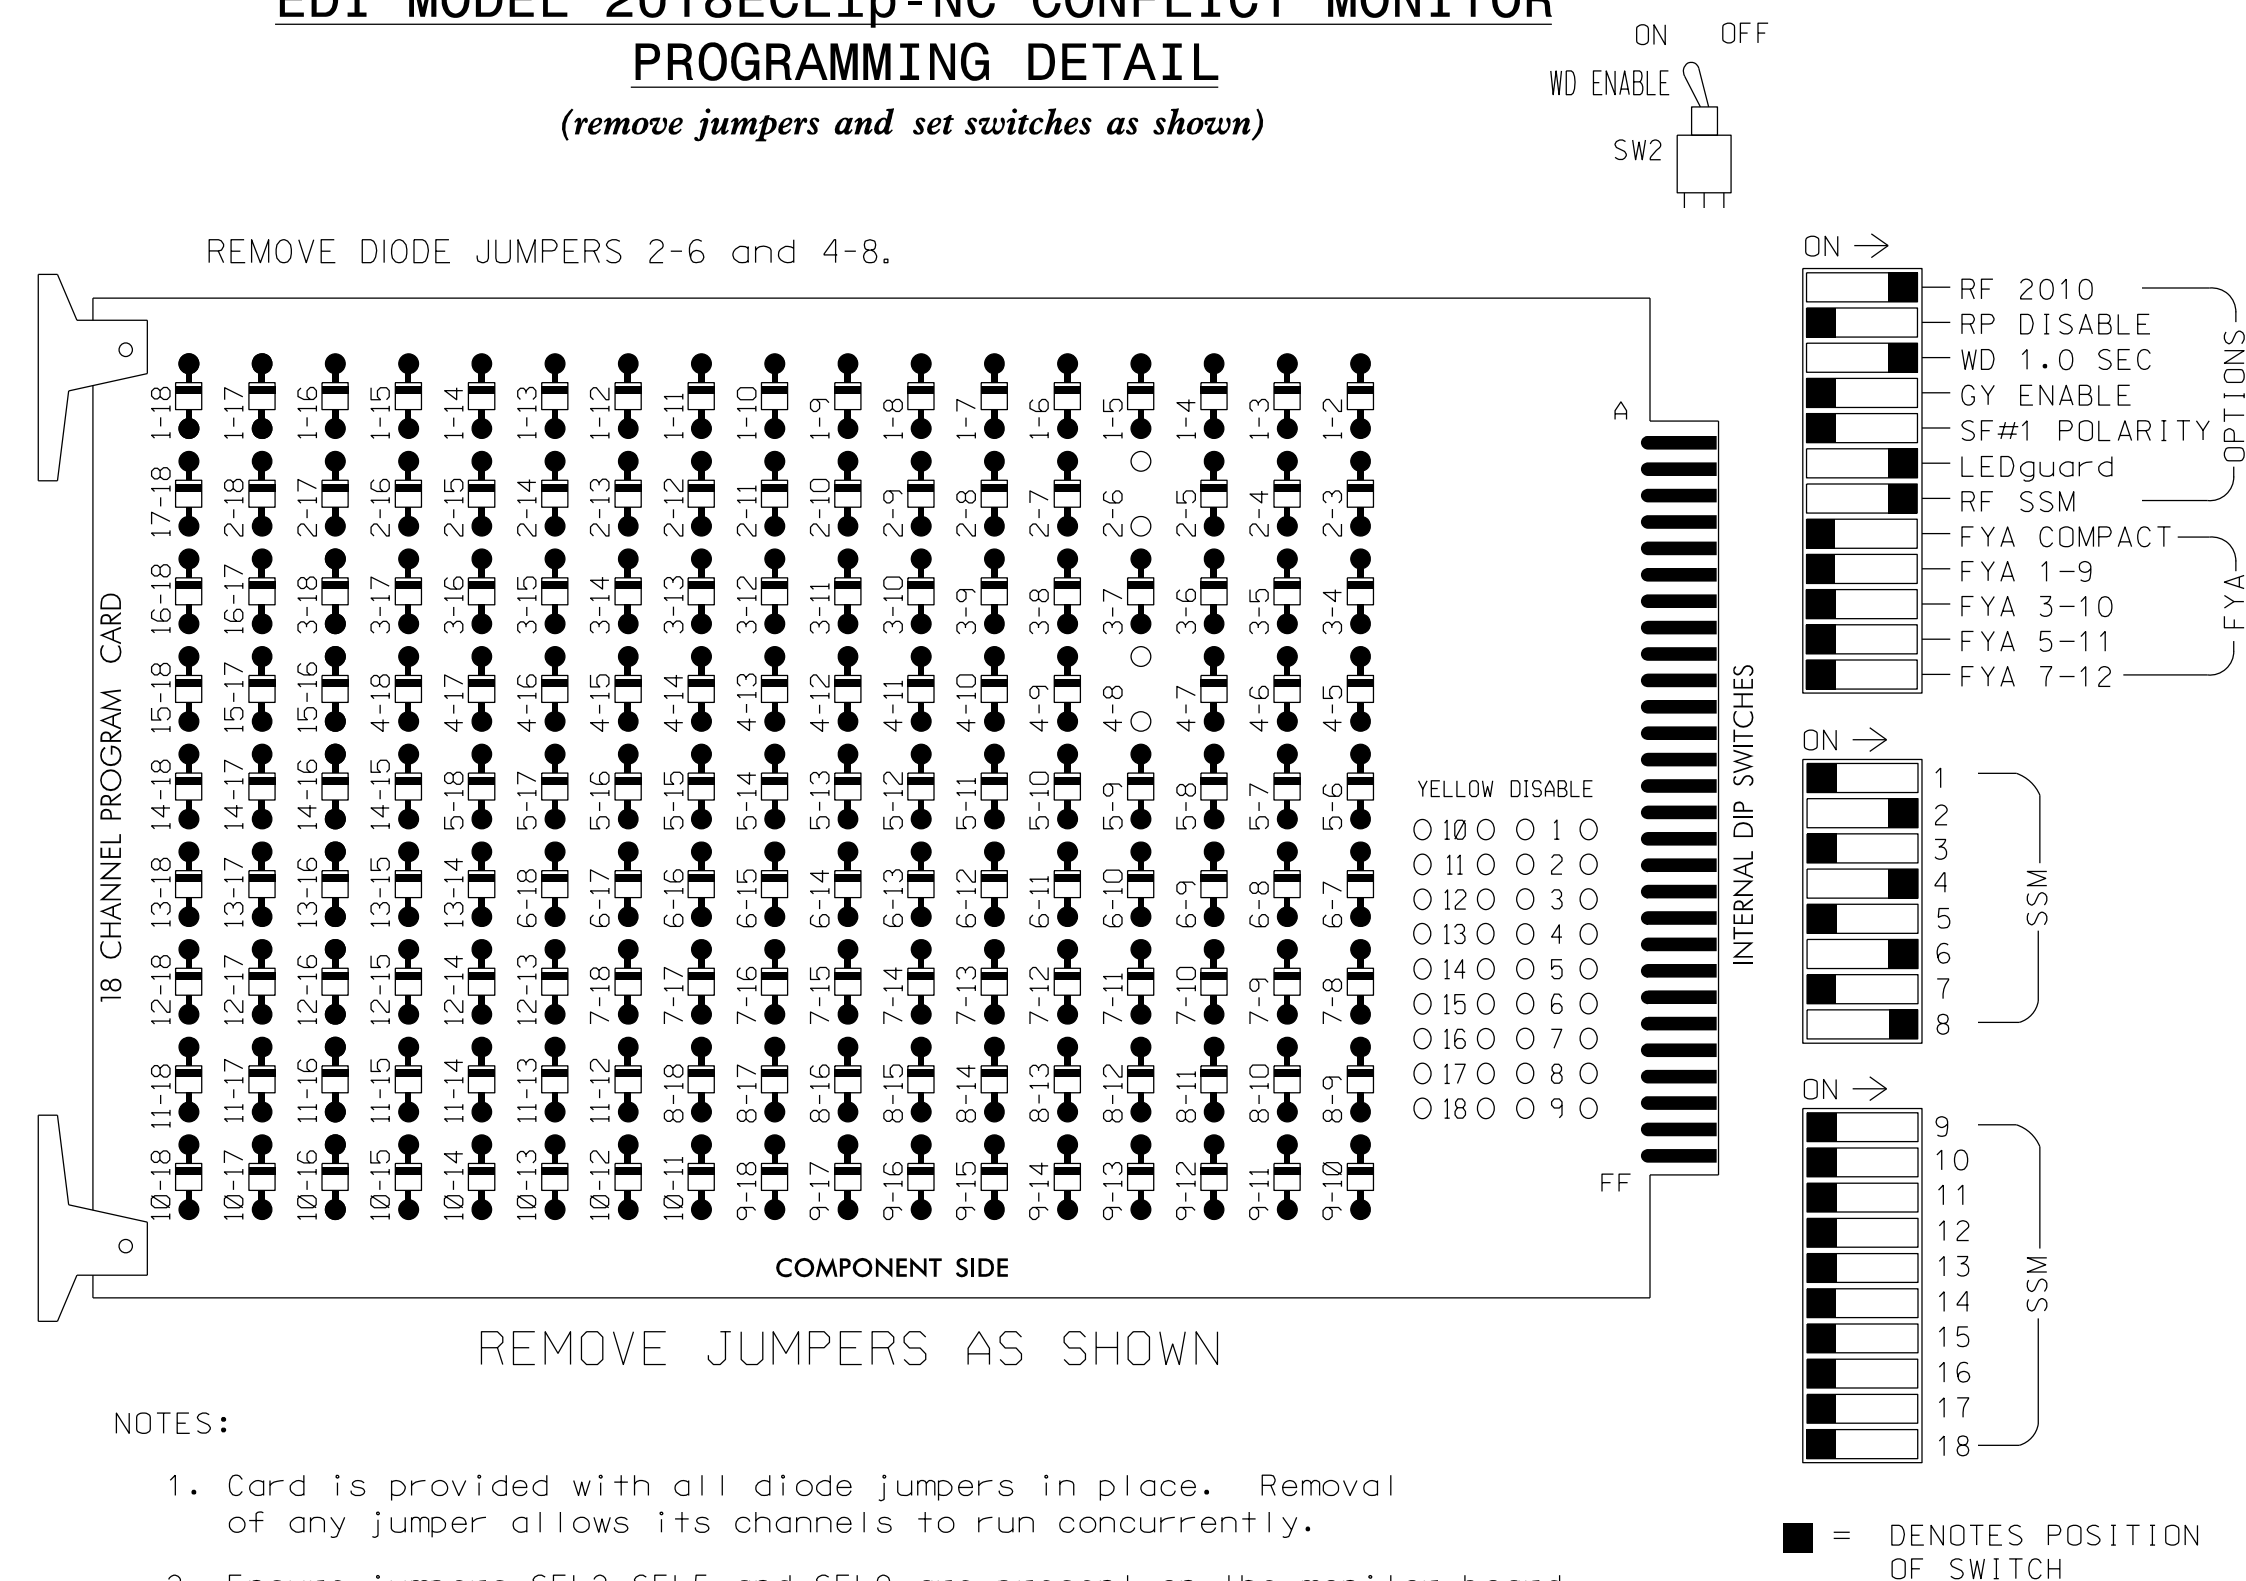 EDI MODEL 2018ECLip-NC CONFLICT MONITOR
PROGRAMMING DETAIL
(remove jumpers and set switches as shown)
ON OFF
WD ENABLE
SW2
REMOVE DIODE JUMPERS 2-6 and 4-8.
18 CHANNEL PROGRAM CARD
1-18 1-17 1-16 1-15 1-14 1-13 1-12 1-11 1-10 1-9 1-8 1-7 1-6 1-5 1-4 1-3 1-2
17-18 2-18 2-17 2-16 2-15 2-14 2-13 2-12 2-11 2-10 2-9 2-8 2-7 2-6 2-5 2-4 2-3
16-18 16-17 3-18 3-17 3-16 3-15 3-14 3-13 3-12 3-11 3-10 3-9 3-8 3-7 3-6 3-5 3-4
15-18 15-17 15-16 4-18 4-17 4-16 4-15 4-14 4-13 4-12 4-11 4-10 4-9 4-8 4-7 4-6 4-5
14-18 14-17 14-16 14-15 5-18 5-17 5-16 5-15 5-14 5-13 5-12 5-11 5-10 5-9 5-8 5-7 5-6
13-18 13-17 13-16 13-15 13-14 6-18 6-17 6-16 6-15 6-14 6-13 6-12 6-11 6-10 6-9 6-8 6-7
12-18 12-17 12-16 12-15 12-14 12-13 7-18 7-17 7-16 7-15 7-14 7-13 7-12 7-11 7-10 7-9 7-8
11-18 11-17 11-16 11-15 11-14 11-13 11-12 8-18 8-17 8-16 8-15 8-14 8-13 8-12 8-11 8-10 8-9
10-18 10-17 10-16 10-15 10-14 10-13 10-12 10-11 9-18 9-17 9-16 9-15 9-14 9-13 9-12 9-11 9-10
A
YELLOW DISABLE
10 1
11 2
12 3
13 4
14 5
15 6
16 7
17 8
18 9
FF
COMPONENT SIDE
INTERNAL DIP SWITCHES
ON
RF 2010
RP DISABLE
WD 1.0 SEC
GY ENABLE
SF#1 POLARITY
LEDguard
RF SSM
OPTIONS
FYA COMPACT
FYA 1-9
FYA 3-10
FYA 5-11
FYA 7-12
FYA
ON
1
2
3
4
5
6
7
8
SSM
ON
9
10
11
12
13
14
15
16
17
18
SSM
= DENOTES POSITION
OF SWITCH
REMOVE JUMPERS AS SHOWN
NOTES:
1. Card is provided with all diode jumpers in place. Removal
of any jumper allows its channels to run concurrently.